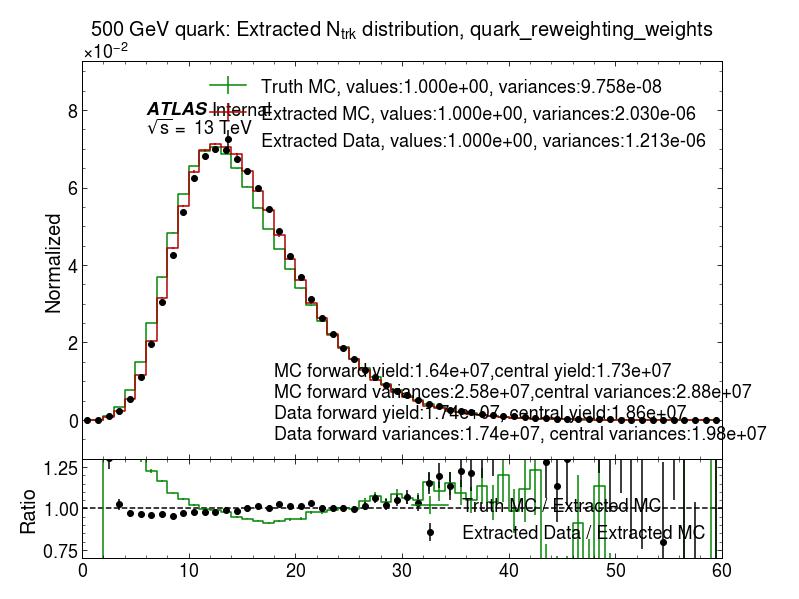 500 GeV quark: Extracted Ntrk distribution, quark_reweighting_weights
×10−2
Truth MC, values:1.000e+00, variances:9.758e-08
ATLAS Internal
Extracted MC, values:1.000e+00, variances:2.030e-06
√s = 13 TeV
Extracted Data, values:1.000e+00, variances:1.213e-06
8
6
4
2
0
Normalized
MC forward yield:1.64e+07,central yield:1.73e+07
MC forward variances:2.58e+07,central variances:2.88e+07
Data forward yield:1.74e+07, central yield:1.86e+07
Data forward variances:1.74e+07, central variances:1.98e+07
1.25
1.00
0.75
Ratio
Truth MC / Extracted MC
Extracted Data / Extracted MC
0 10 20 30 40 50 60